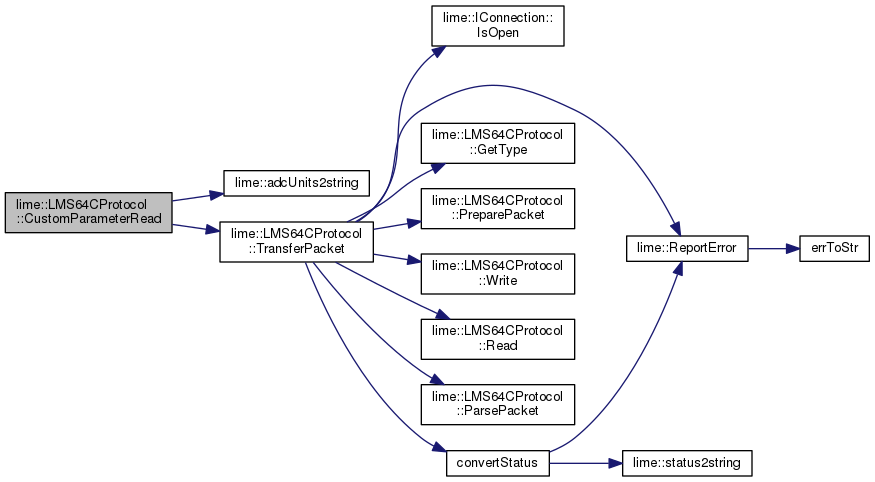 lime::LMS64CProtocol
::CustomParameterRead
lime::adcUnits2string
lime::LMS64CProtocol
::TransferPacket
lime::IConnection::
IsOpen
lime::LMS64CProtocol
::GetType
lime::LMS64CProtocol
::PreparePacket
lime::LMS64CProtocol
::Write
lime::LMS64CProtocol
::Read
lime::LMS64CProtocol
::ParsePacket
convertStatus
lime::ReportError
lime::status2string
errToStr